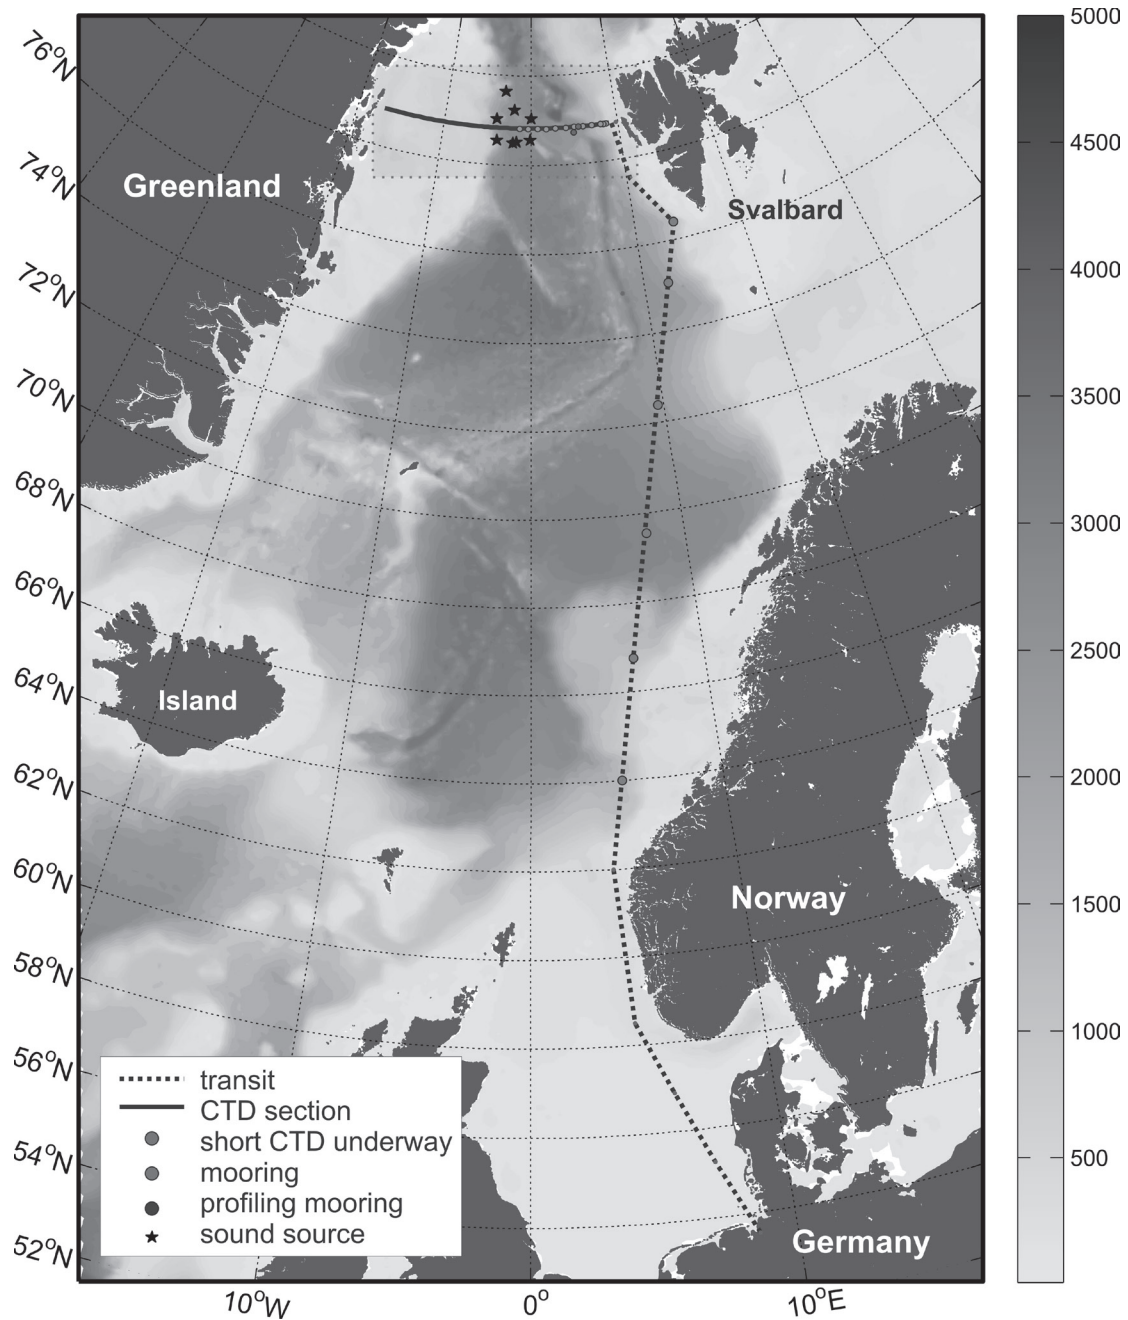 76°N
74°N
72°N
70°N
68°N
66°N
64°N
62°N
60°N
58°N
56°N
54°N
52°N
Greenland
Svalbard
Island
Norway
Germany
transit
CTD section
short CTD underway
mooring
profiling mooring
sound source
10°W
0°
10°E
5000
4500
4000
3500
3000
2500
2000
1500
1000
500